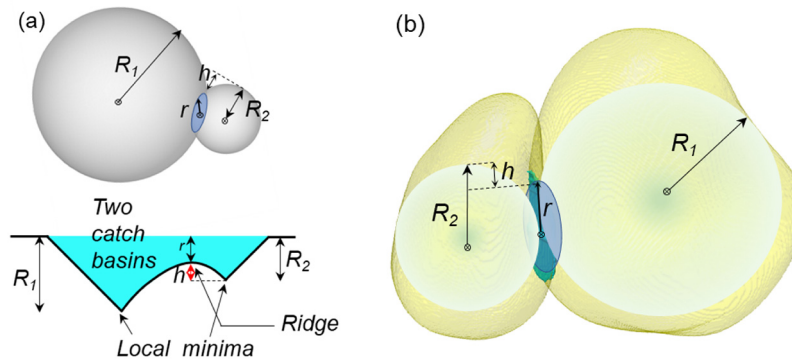 (a)
R1
h
r
R2
Two
catch
basins
r
R1
h
R2
Ridge
Local minima
(b)
h
R2
r
R1